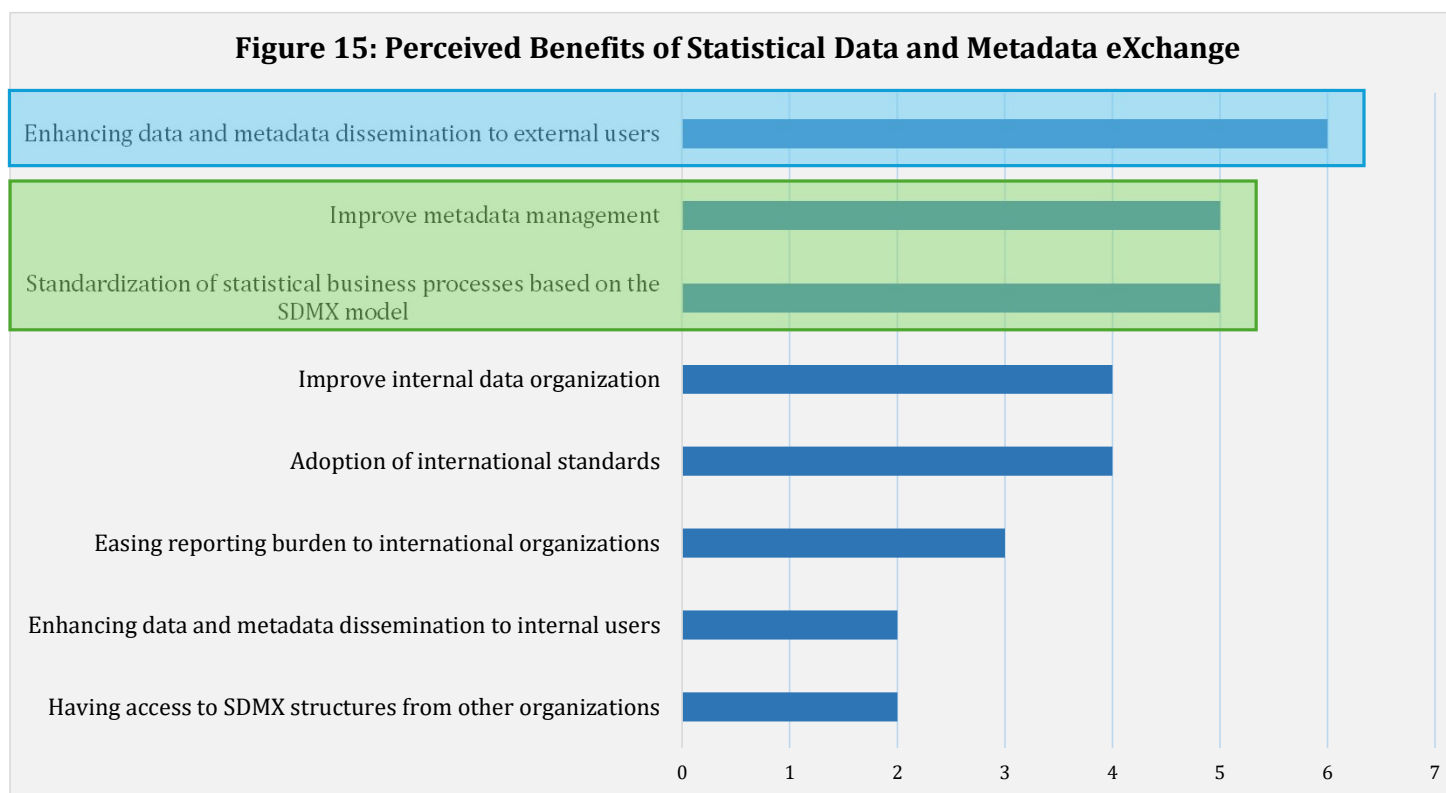 Figure 15: Perceived Benefits of Statistical Data and Metadata eXchange
Enhancing data and metadata dissemination to external users
Improve metadata management
Standardization of statistical business processes based on the
SDMX model
Improve internal data organization
Adoption of international standards
Easing reporting burden to international organizations
Enhancing data and metadata dissemination to internal users
Having access to SDMX structures from other organizations
0 1 2 3 4 5 6 7